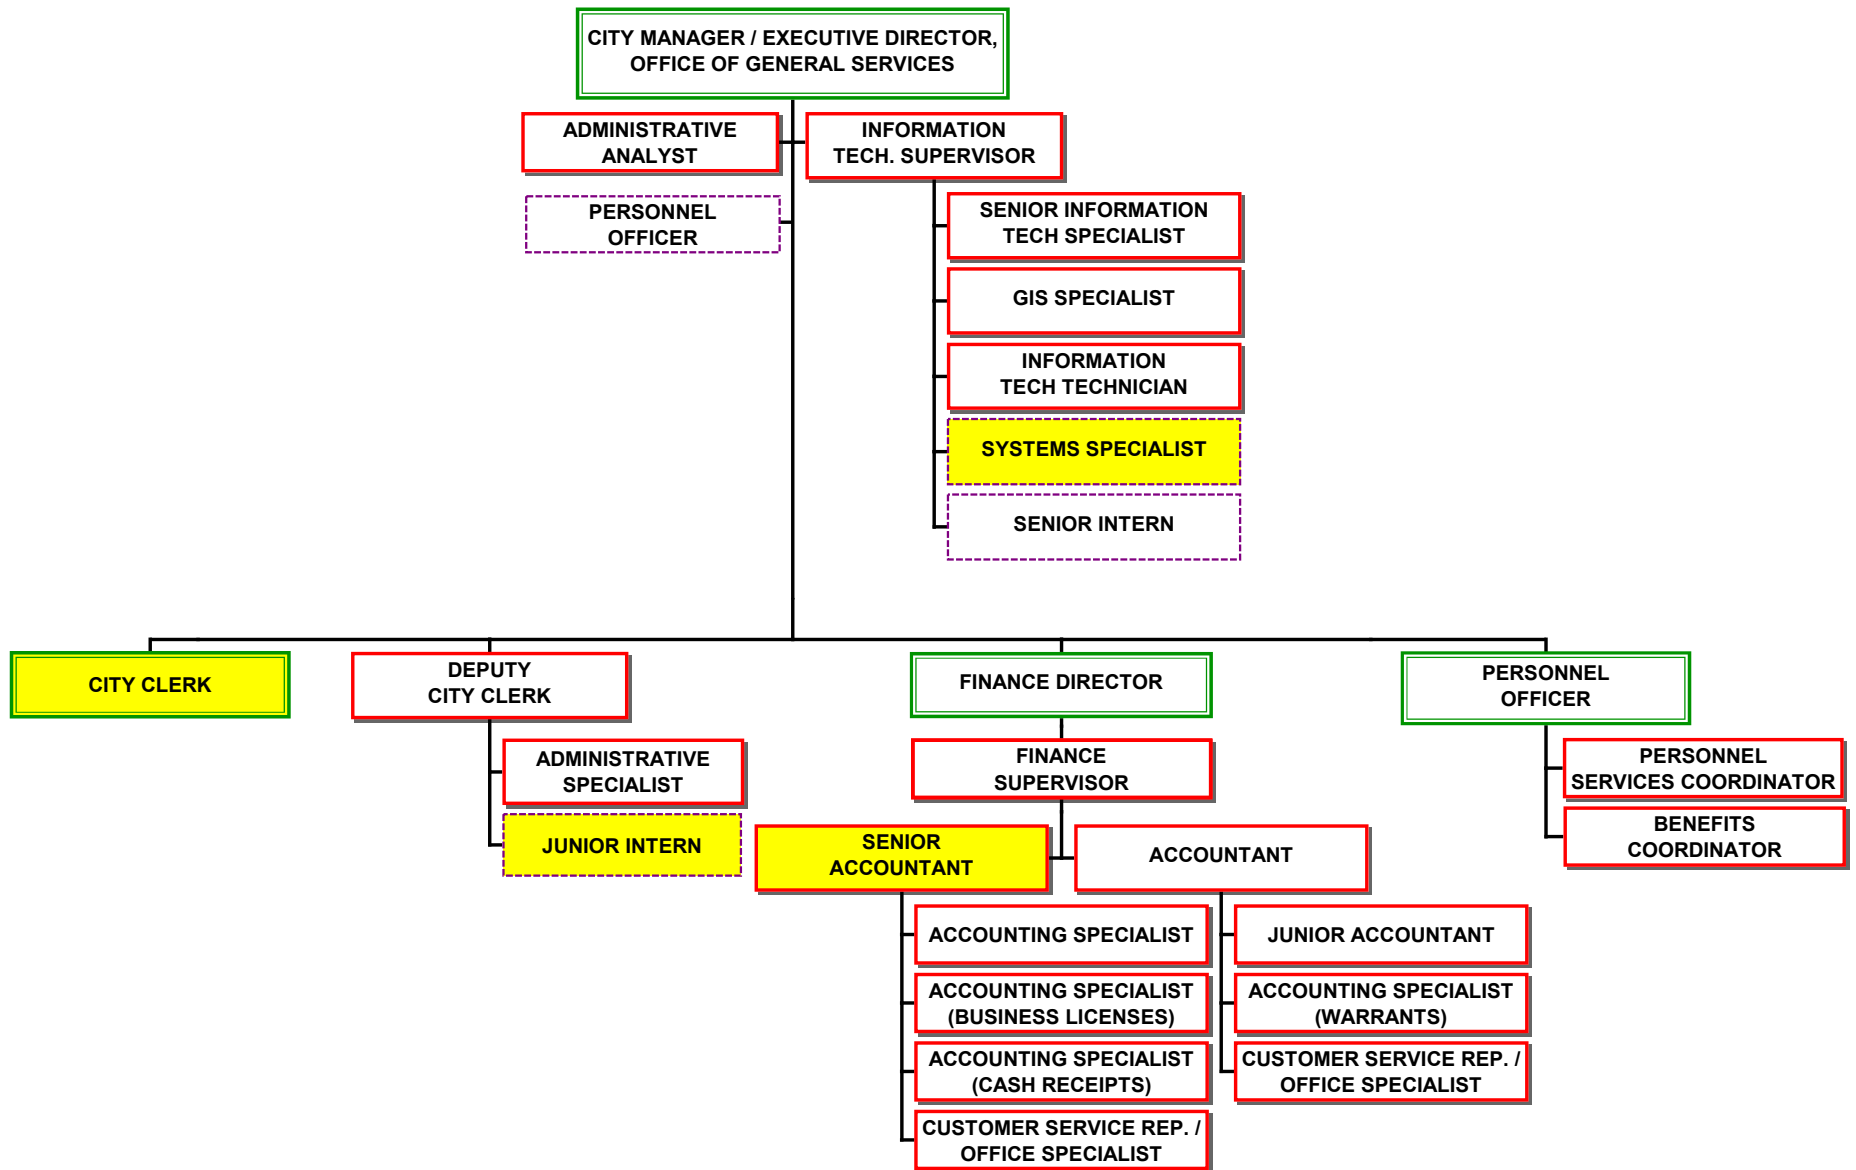 CITY MANAGER / EXECUTIVE DIRECTOR,
OFFICE OF GENERAL SERVICES
ADMINISTRATIVE
ANALYST
INFORMATION
TECH. SUPERVISOR
PERSONNEL
OFFICER
SENIOR INFORMATION
TECH SPECIALIST
GIS SPECIALIST
INFORMATION
TECH TECHNICIAN
SYSTEMS SPECIALIST
SENIOR INTERN
CITY CLERK
DEPUTY
CITY CLERK
FINANCE DIRECTOR
PERSONNEL
OFFICER
ADMINISTRATIVE
SPECIALIST
JUNIOR INTERN
FINANCE
SUPERVISOR
PERSONNEL
SERVICES COORDINATOR
BENEFITS
COORDINATOR
SENIOR
ACCOUNTANT
ACCOUNTANT
ACCOUNTING SPECIALIST
ACCOUNTING SPECIALIST
(BUSINESS LICENSES)
ACCOUNTING SPECIALIST
(CASH RECEIPTS)
CUSTOMER SERVICE REP. /
OFFICE SPECIALIST
JUNIOR ACCOUNTANT
ACCOUNTING SPECIALIST
(WARRANTS)
CUSTOMER SERVICE REP. /
OFFICE SPECIALIST